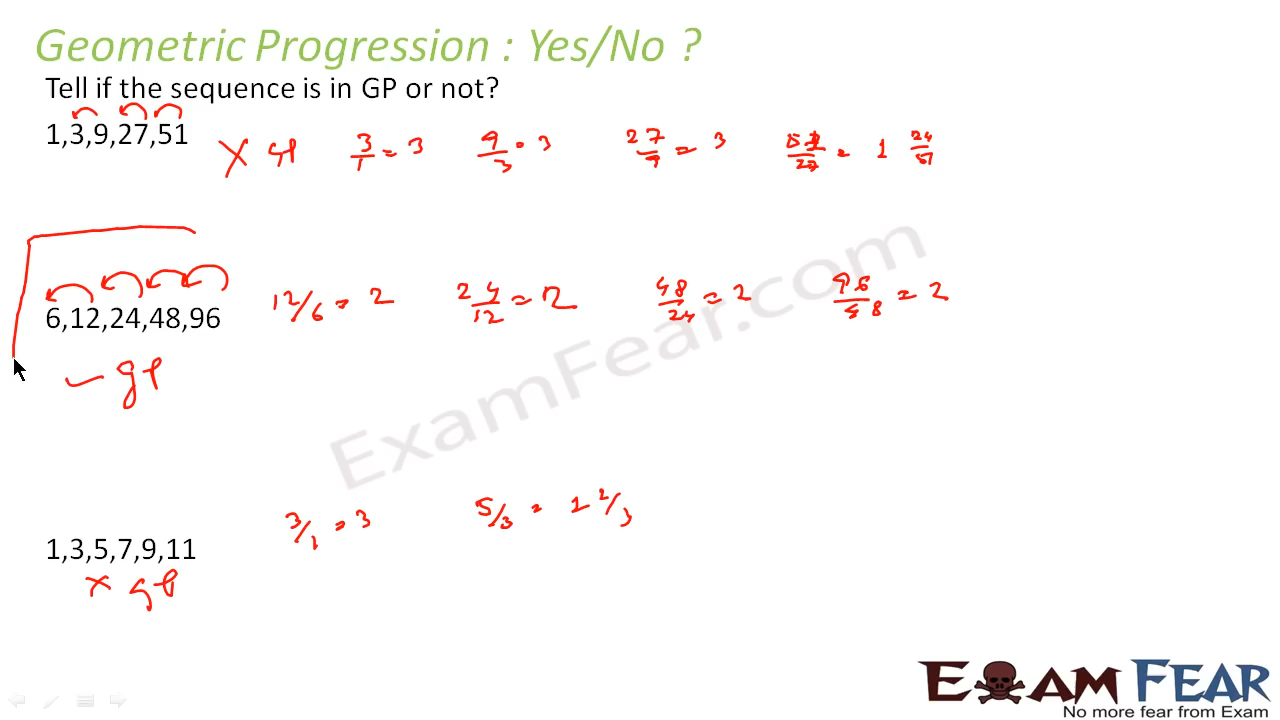 Geometric Progression : Yes/No ?
Tell if the sequence is in GP or not?
1,3,9,27,51 X GP 3/1 = 3 9/3 = 3 27/9 = 3 51/27 = 1 24/51
6,12,24,48,96 12/6 = 2 24/12 = 2 48/24 = 2 96/48 = 2
✓ gp
3/1 = 3 5/3 = 1 2/3
1,3,5,7,9,11
× gp
ExamFear.com
EXAM FEAR
No more fear from Exam